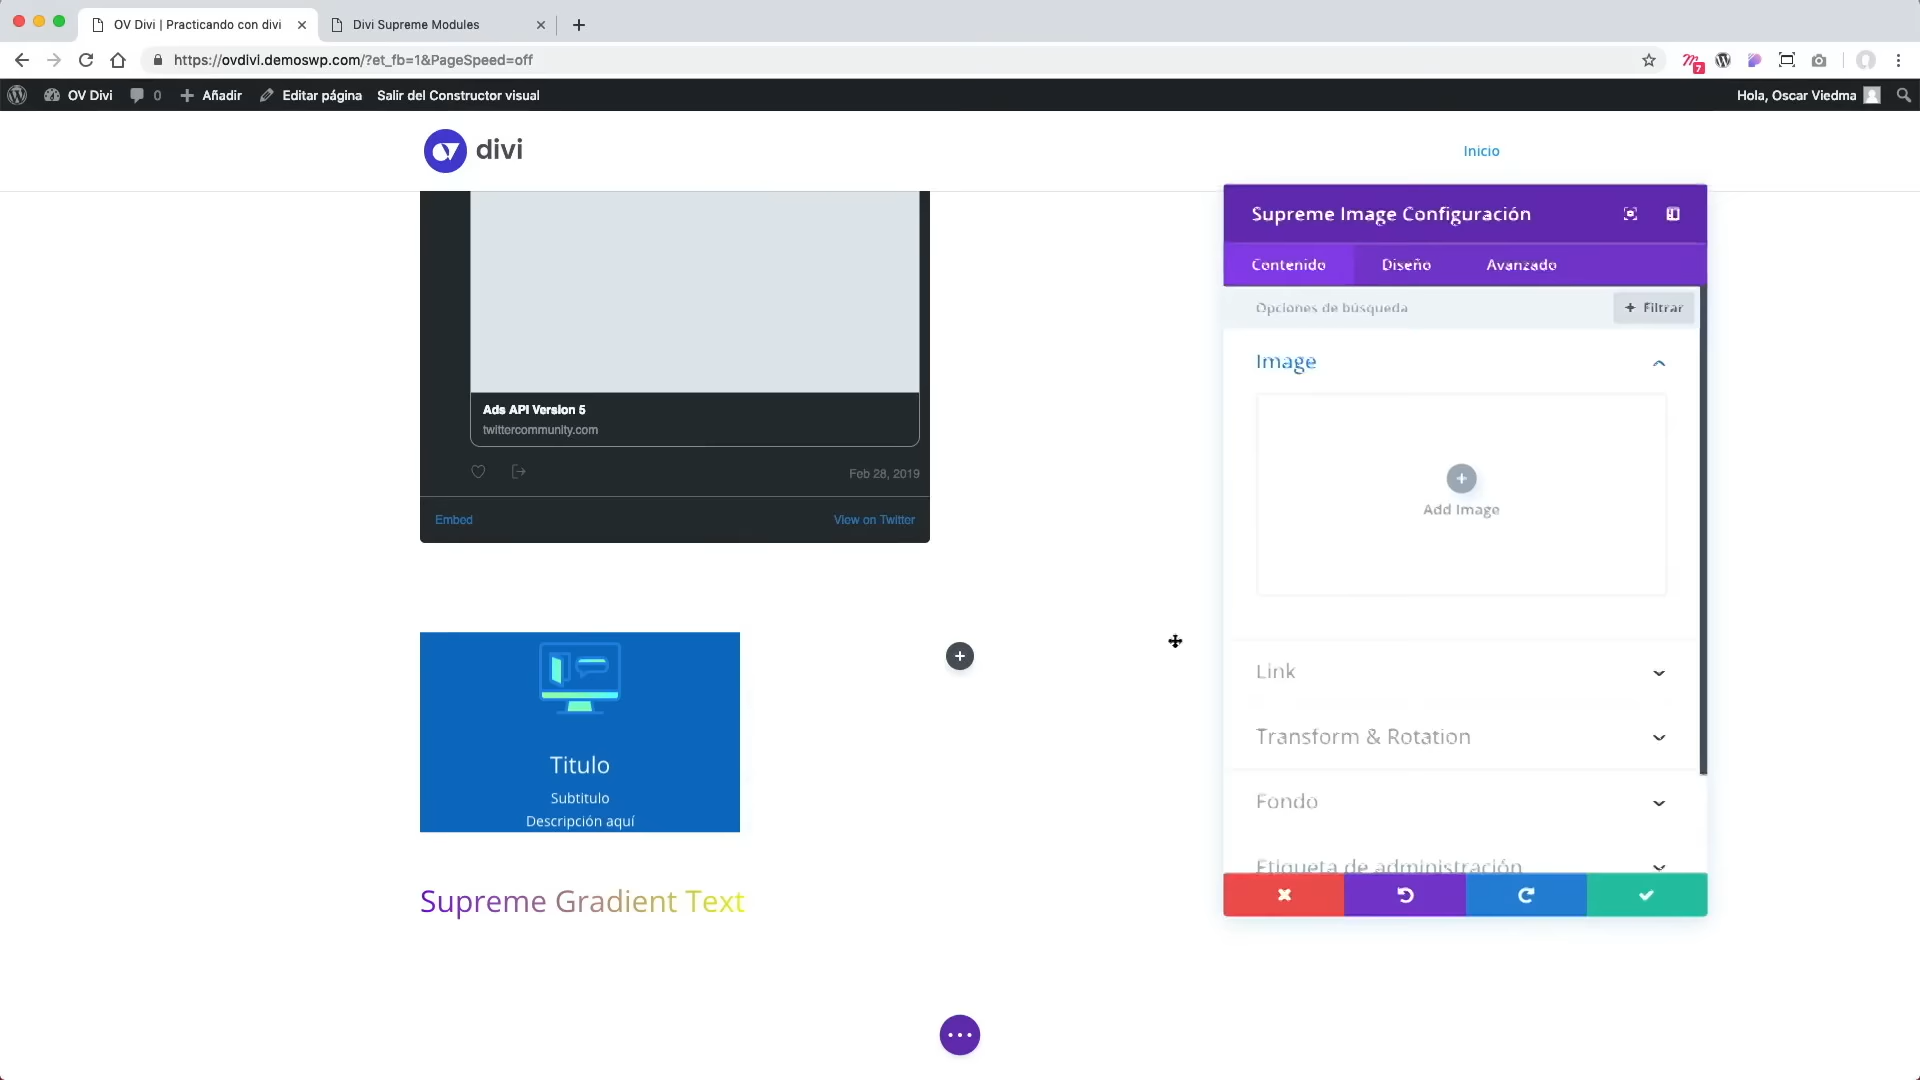 OV Divi | Practicando con divi
Divi Supreme Modules
https://ovdivi.demoswp.com/?et_fb=1&PageSpeed=off
7
OV Divi
0
Añadir
Editar página
Salir del Constructor visual
Hola, Oscar Viedma
divi
Inicio
Supreme Image Configuración
Contenido
Diseño
Avanzado
Opciones de búsqueda
+ Filtrar
Image
Add Image
Ads API Version 5
twittercommunity.com
Feb 28, 2019
Embed
View on Twitter
Link
Transform & Rotation
Fondo
Etiqueta de administración
Titulo
Subtitulo
Descripción aquí
Supreme Gradient Text